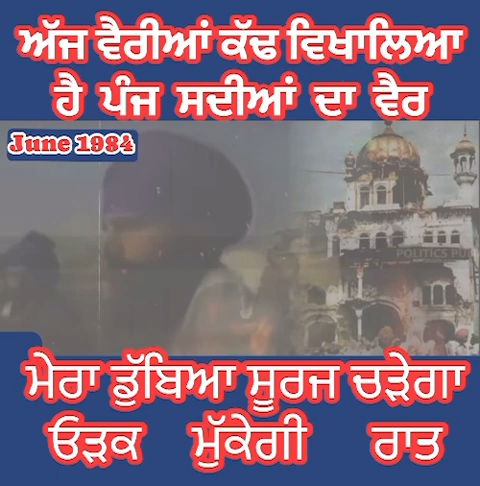 ਅੱਜ ਵੈਰੀਆਂ ਕੱਢ ਵਿਖਾਲਿਆ
ਹੈ ਪੰਜ ਸਦੀਆਂ ਦਾ ਵੈਰ
June 1984
POLITICS
ਮੇਰਾ ਡੁੱਬਿਆ ਸੂਰਜ ਚੜੇਗਾ
ਓੜਕ ਮੁੱਕੇਗੀ ਰਾਤ